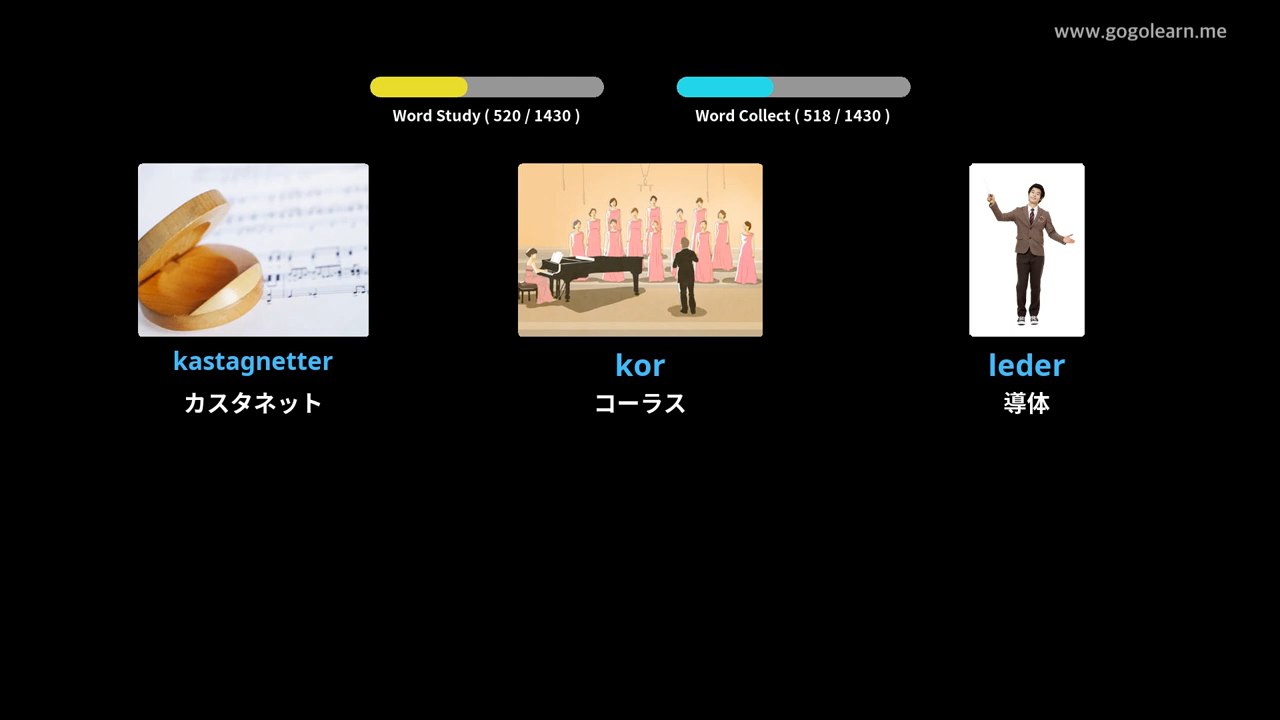 www.gogolearn.me
Word Study ( 520 / 1430 )
Word Collect ( 518 / 1430 )
kastagnetter
カスタネット
kor
コーラス
leder
導体